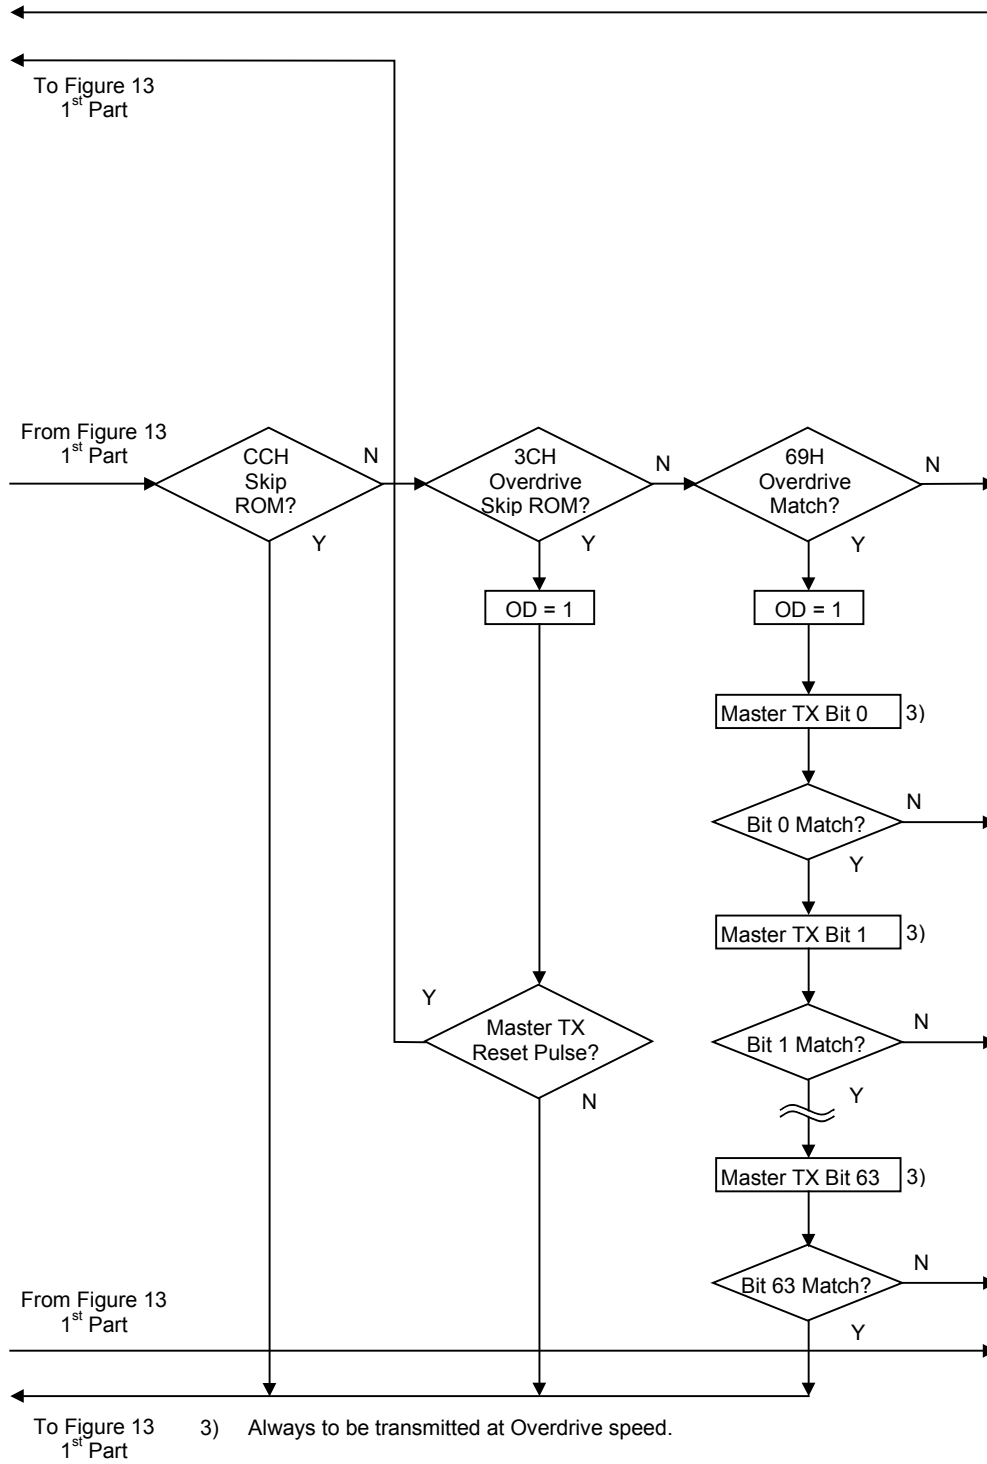 To Figure 13
1st Part
From Figure 13
1st Part
CCH
Skip
ROM?
N
Y
3CH
Overdrive
Skip ROM?
N
Y
69H
Overdrive
Match?
N
Y
OD = 1
OD = 1
Master TX Bit 0 3)
Bit 0 Match?
N
Y
Master TX Bit 1 3)
Y
Master TX
Reset Pulse?
N
Bit 1 Match?
N
Y
Master TX Bit 63 3)
Bit 63 Match?
N
Y
From Figure 13
1st Part
To Figure 13
1st Part
3) Always to be transmitted at Overdrive speed.